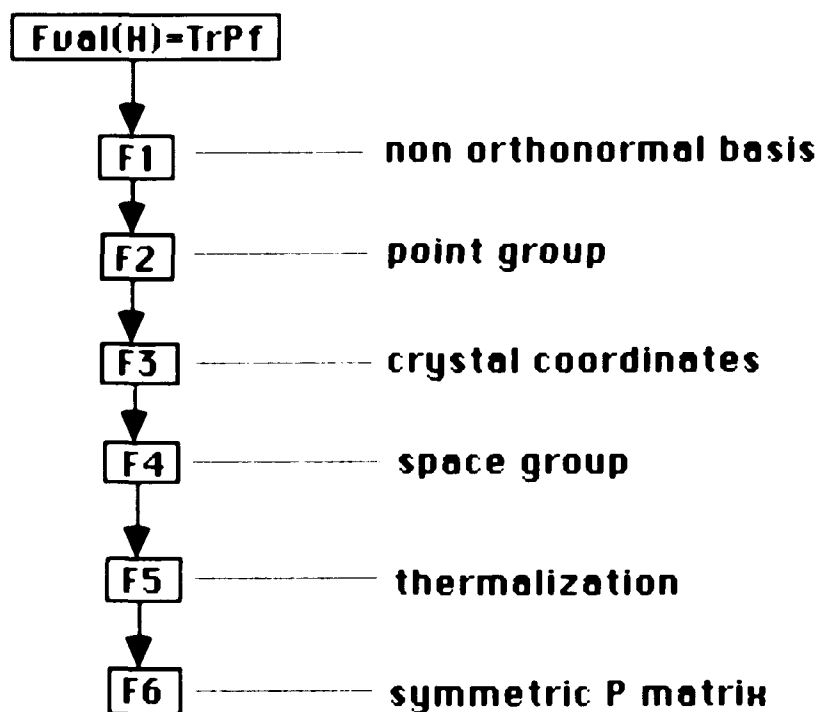 Fval(H)=TrPf
F1 non orthonormal basis
F2 point group
F3 crystal coordinates
F4 space group
F5 thermalization
F6 symmetric P matrix